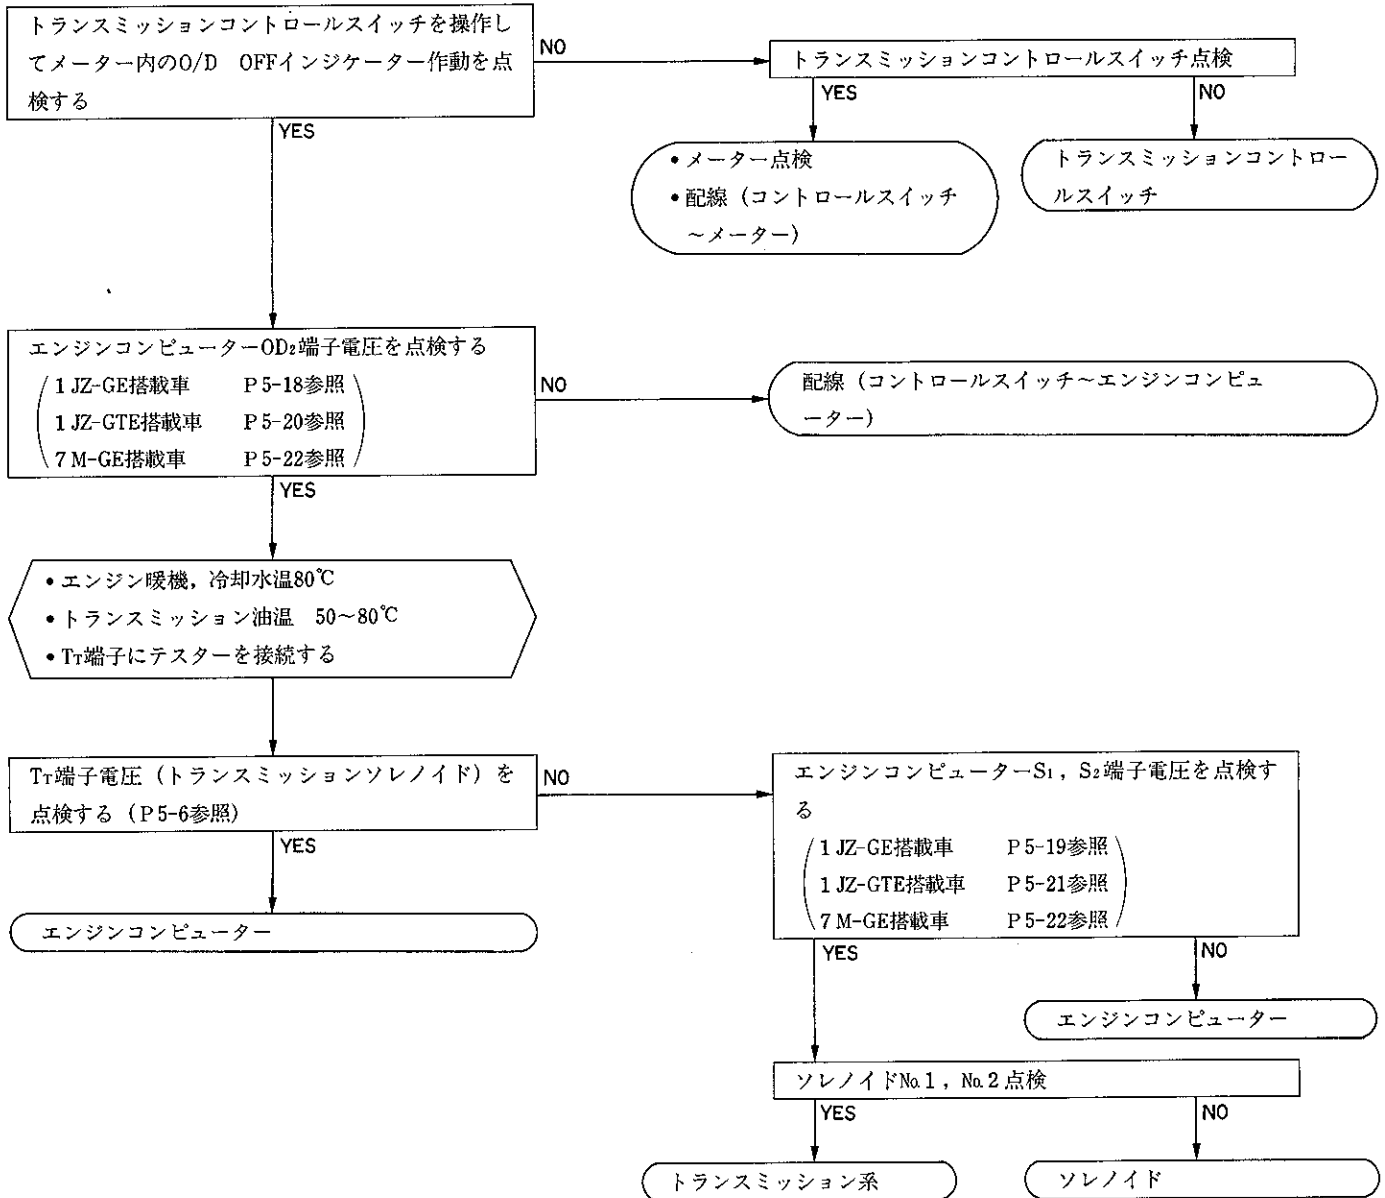 トランスミッションコントロールスイッチを操作し
てメーター内のO/D OFFインジケーター作動を点
検する
NO
トランスミッションコントロールスイッチ点検
YES
YES
NO
•メーター点検
•配線(コントロールスイッチ
~メーター)
トランスミッションコントロー
ルスイッチ
エンジンコンピューターOD₂端子電圧を点検する
1JZ-GE搭載車 P5-18参照
1JZ-GTE搭載車 P5-20参照
7M-GE搭載車 P5-22参照
NO
配線(コントロールスイッチ~エンジンコンピュ
ーター)
YES
•エンジン暖機,冷却水温80℃
•トランスミッション油温 50~80℃
•TT端子にテスターを接続する
TT端子電圧(トランスミッションソレノイド)を
点検する(P5-6参照)
NO
エンジンコンピューターS₁,S₂端子電圧を点検す
る
1JZ-GE搭載車 P5-19参照
1JZ-GTE搭載車 P5-21参照
7M-GE搭載車 P5-22参照
YES
エンジンコンピューター
YES
NO
エンジンコンピューター
ソレノイド№1,№2点検
YES
NO
トランスミッション系
ソレノイド